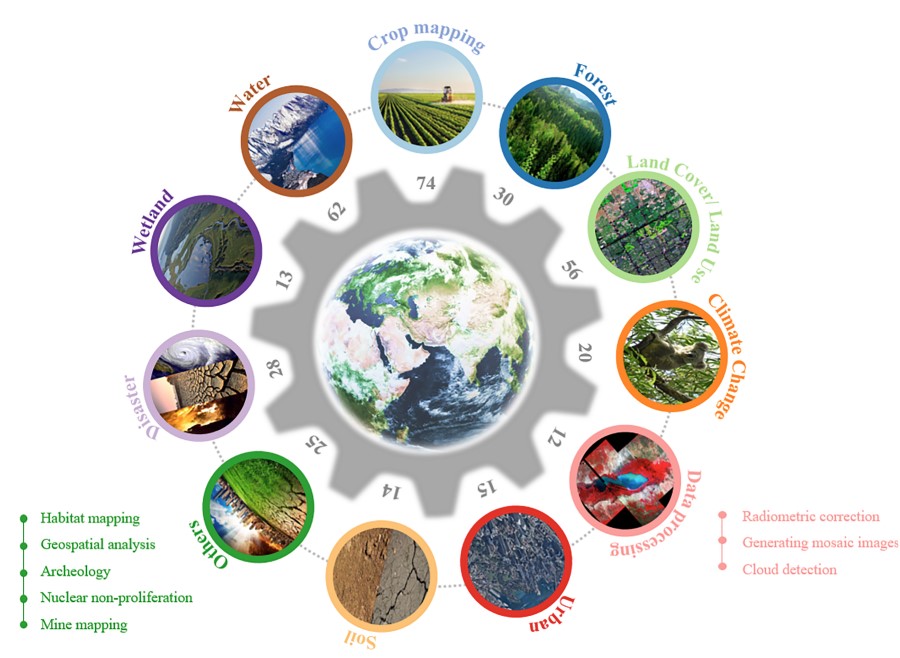 Crop mapping
Forest
Land Cover/ Land Use
Climate Change
Data processing
Urban
Soil
Others
Disaster
Wetland
Water
74
30
56
20
12
15
14
25
28
13
62
Habitat mapping
Geospatial analysis
Archeology
Nuclear non-proliferation
Mine mapping
Radiometric correction
Generating mosaic images
Cloud detection